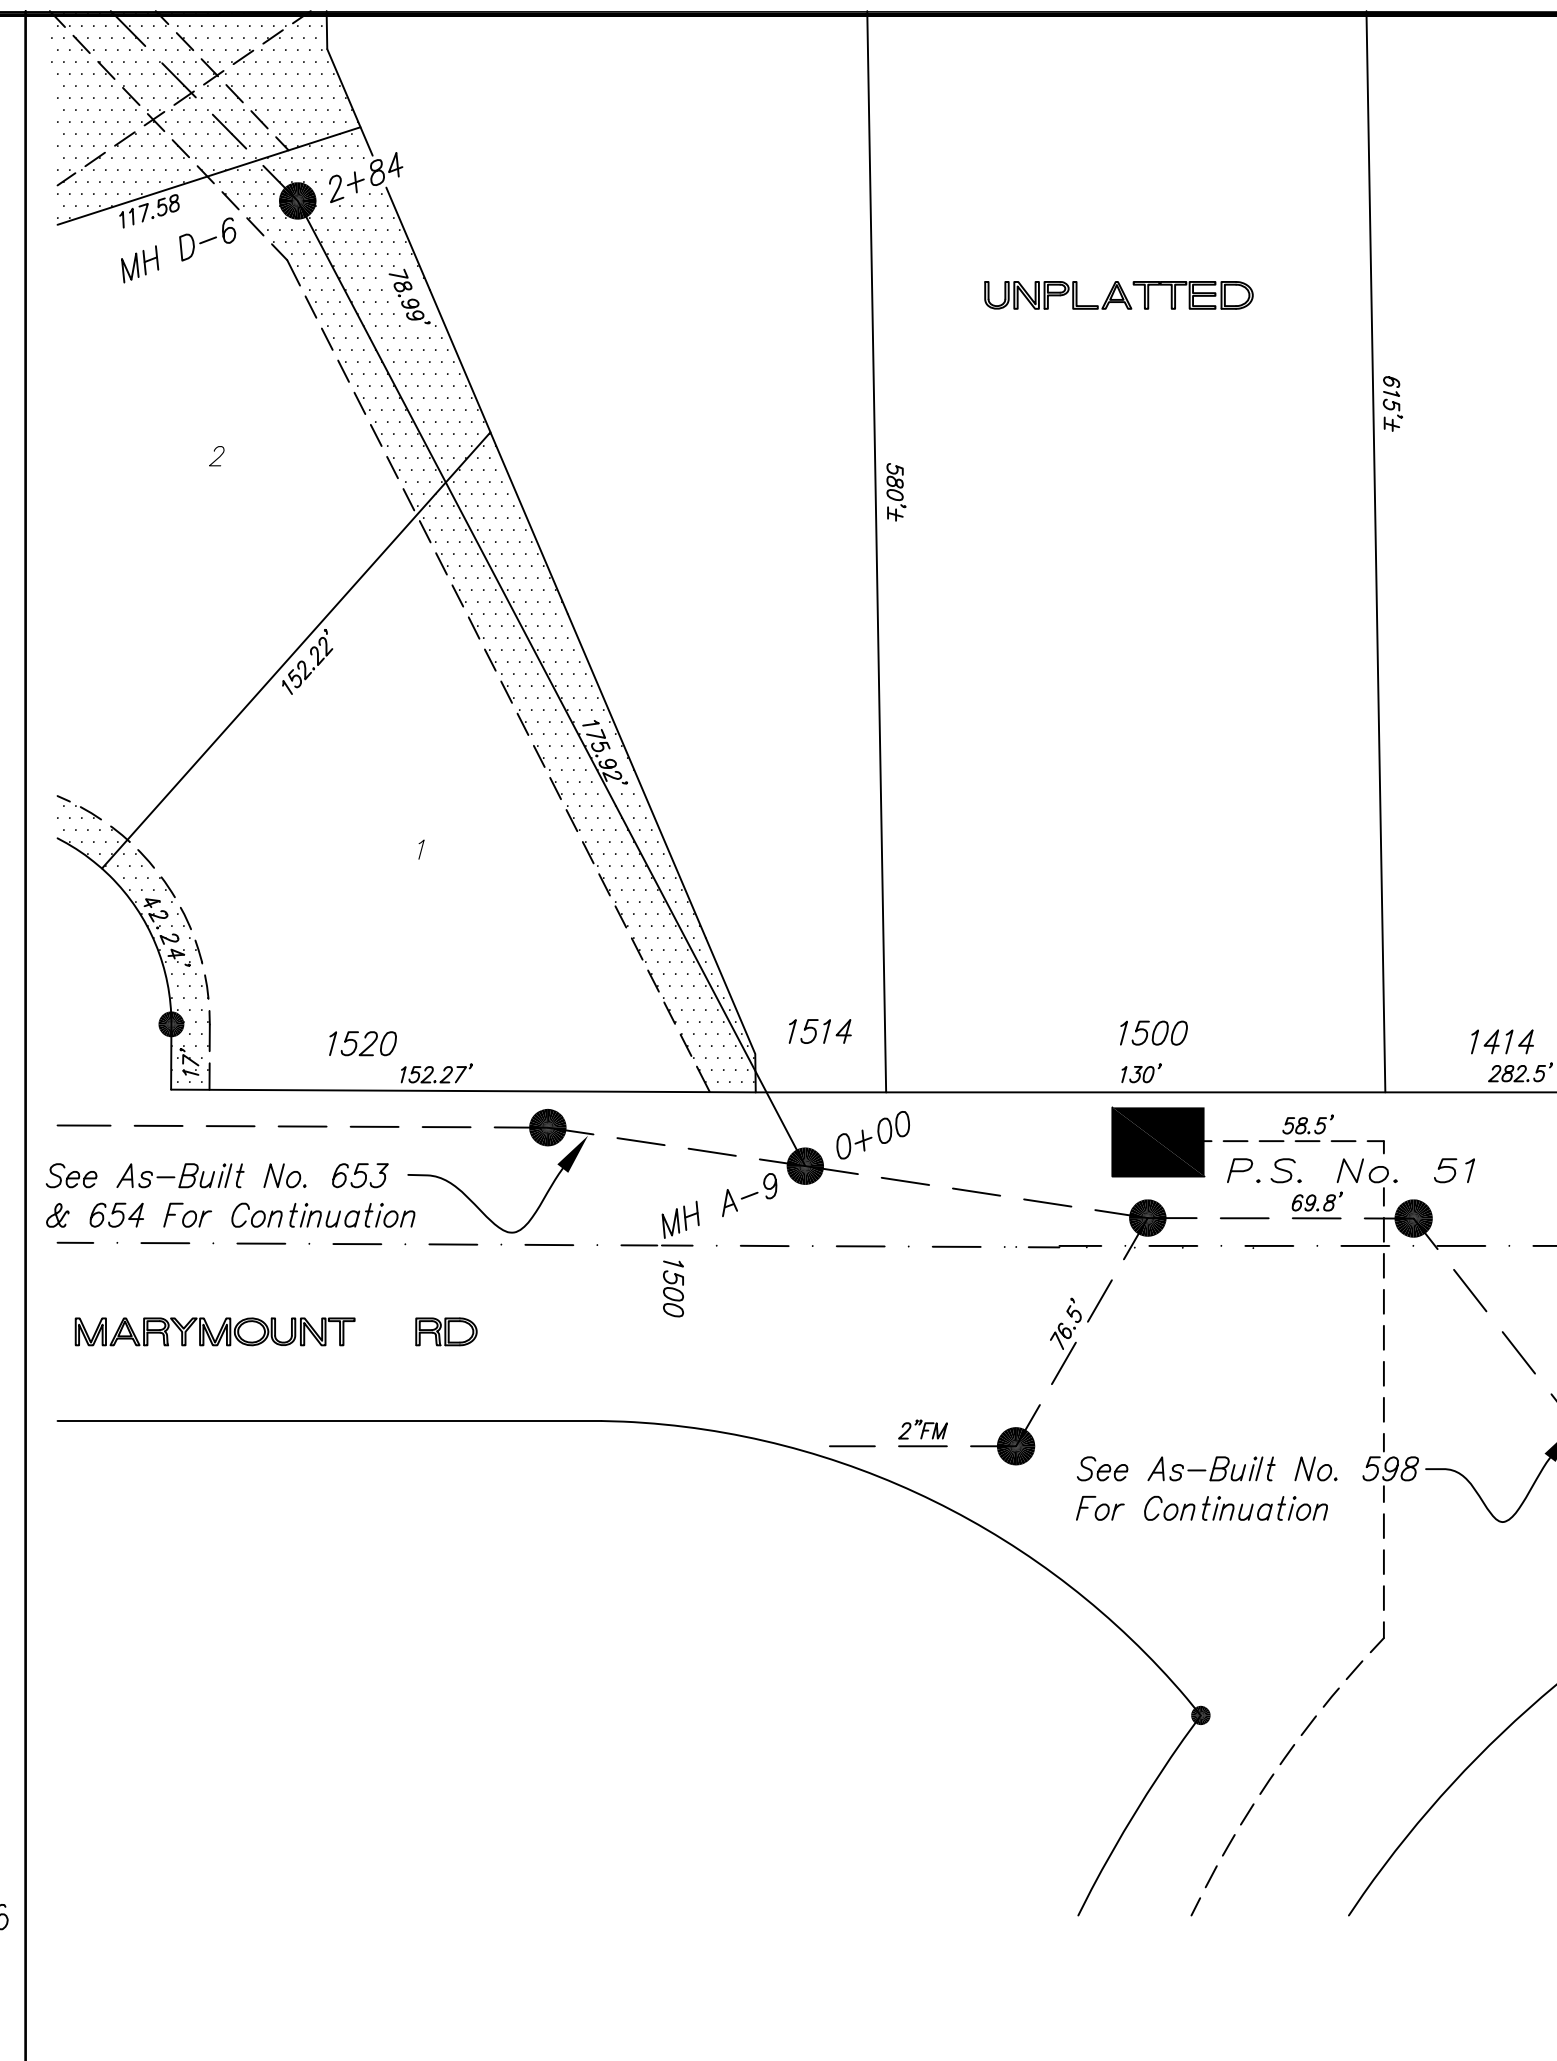 2+84
117.58
MH D-6
78.99'
UNPLATTED
615'±
2
580'±
152.22'
175.92'
1
42.24'
17'
1520
152.27'
1514
1500
130'
1414
282.5'
See As-Built No. 653
& 654 For Continuation
0+00
MH A-9
58.5'
P.S. No. 51
69.8'
1500
MARYMOUNT RD
76.5'
2"FM
See As-Built No. 598
For Continuation
6